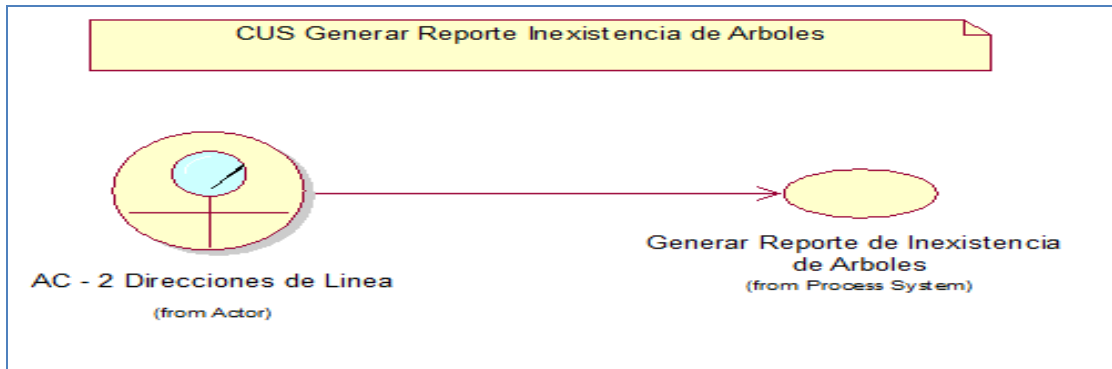 CUS Generar Reporte Inexistencia de Arboles
AC - 2 Direcciones de Linea
(from Actor)
Generar Reporte de Inexistencia
de Arboles
(from Process System)